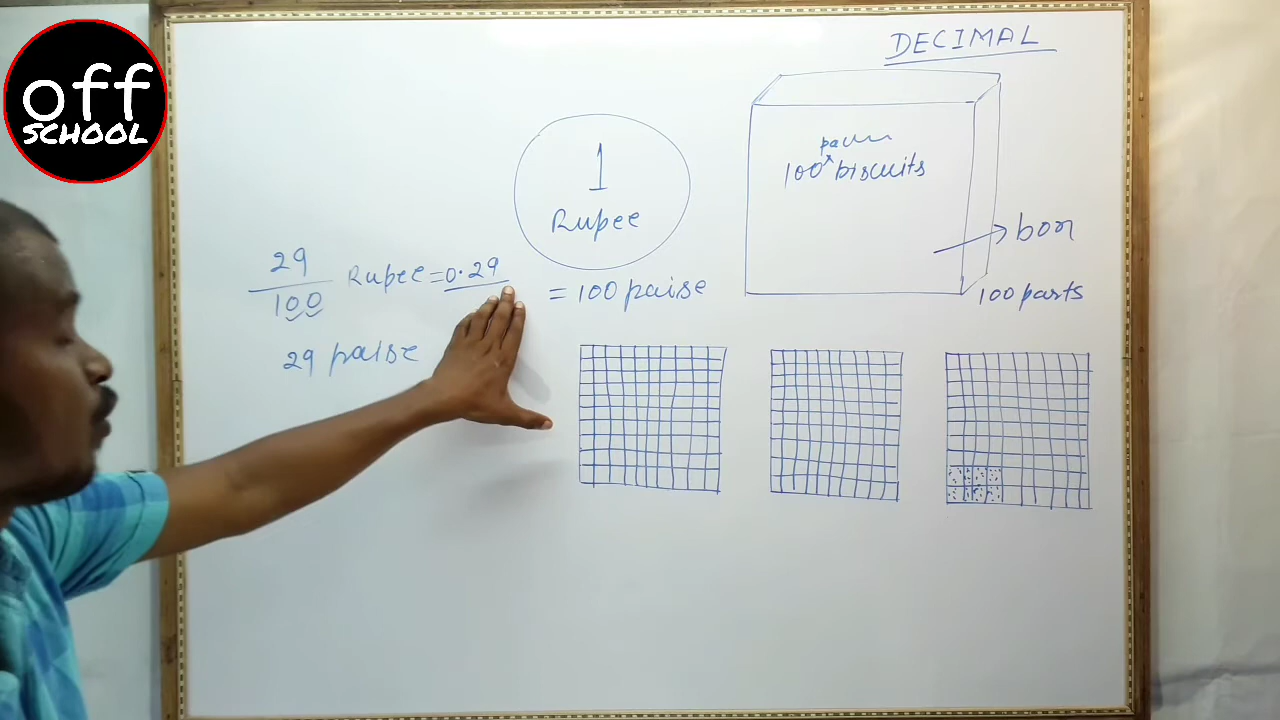 off
SCHOOL
DECIMAL
1
Rupee
= 100 paise
100 biscuits
box
100 parts
29
100
Rupee = 0.29
29 paise